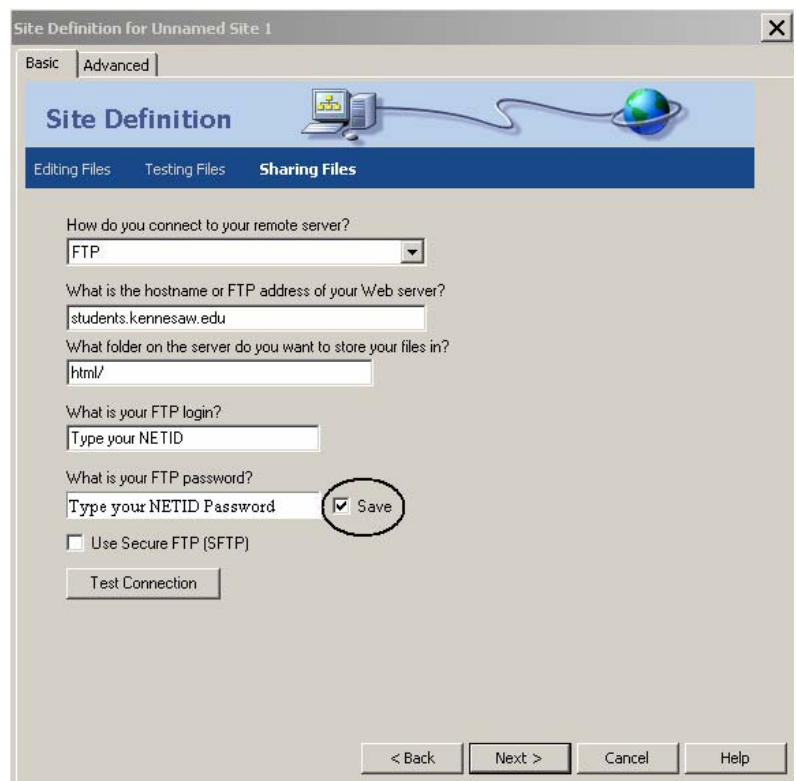 Site Definition for Unnamed Site 1
Basic Advanced
Site Definition
Editing Files Testing Files Sharing Files
How do you connect to your remote server?
FTP
What is the hostname or FTP address of your Web server?
students.kennesaw.edu
What folder on the server do you want to store your files in?
html/
What is your FTP login?
Type your NETID
What is your FTP password?
Type your NETID Password Save
Use Secure FTP (SFTP)
Test Connection
< Back Next > Cancel Help